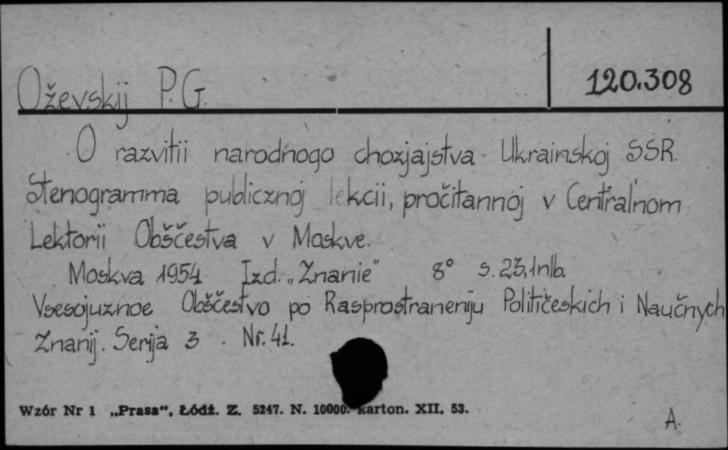 Oževskij P.G.
120.308
O razvitii narodnogo chozjajstva Ukrainskoj SSR.
Stenogramma publicznoj lekcii, pročitannoj v Central'nom
Lektorii Obščestva v Moskve.
Moskva 1954 Izd. „Znanie" 8° s. 23,1nlb.
Vsesojuznoe Obščestvo po Rasprostraneniju Političeskich i Naučnych
Znanij. Serija 3. Nr. 41.
Wzór Nr 1 „Prasa", Łódź. Z. 5247. N. 10000. karton. XII. 53.
A.